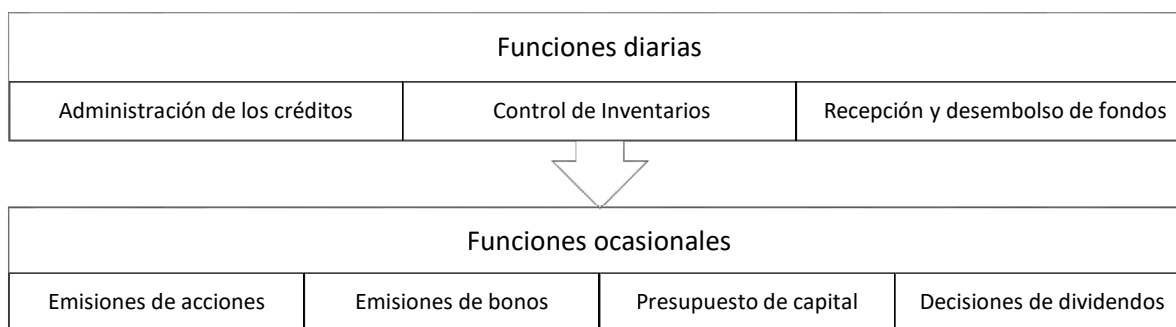 Funciones diarias
Administración de los créditos
Control de Inventarios
Recepción y desembolso de fondos
Funciones ocasionales
Emisiones de acciones
Emisiones de bonos
Presupuesto de capital
Decisiones de dividendos